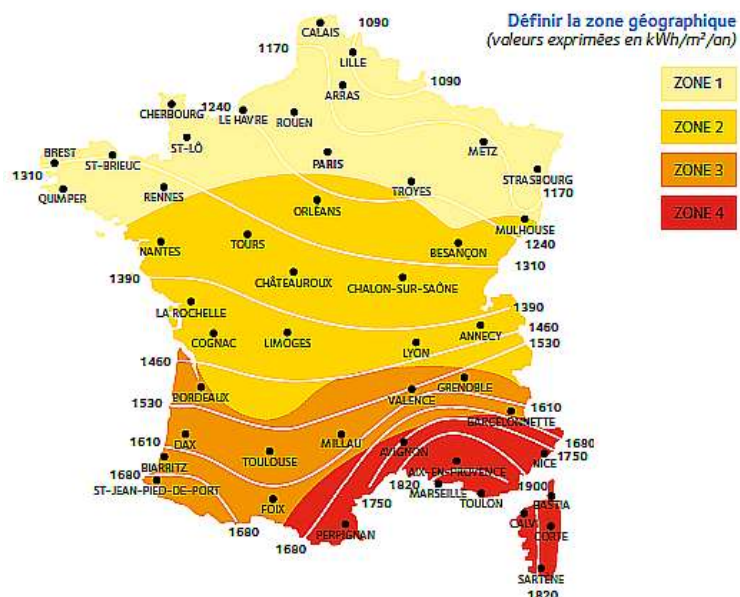 Définir la zone géographique
(valeurs exprimées en kWh/m²/an)
ZONE 1
ZONE 2
ZONE 3
ZONE 4
CALAIS
1090
1170
LILLE
1090
ARRAS
CHERBOURG
1240
LE HAVRE
ROUEN
ST-LÔ
METZ
BREST
ST-BRIEUC
PARIS
STRASBOURG
1310
QUIMPER
RENNES
TROYES
1170
ORLÉANS
MULHOUSE
NANTES
TOURS
BESANÇON
1240
1310
1390
CHÂTEAUROUX
CHALON-SUR-SAÔNE
LA ROCHELLE
1390
COGNAC
LIMOGES
ANNECY
1460
LYON
1530
1460
BORDEAUX
GRENOBLE
VALENCE
1530
1610
BARCELONNETTE
DAX
MILLAU
AVIGNON
1680
1610
BIARRITZ
TOULOUSE
NICE
1750
1680
AIX-EN-PROVENCE
ST-JEAN-PIED-DE-PORT
1820
MARSEILLE
1900
FOIX
1750
TOULON
BASTIA
CALVI
1680
1680
PERPIGNAN
CORTE
SARTENE
1820